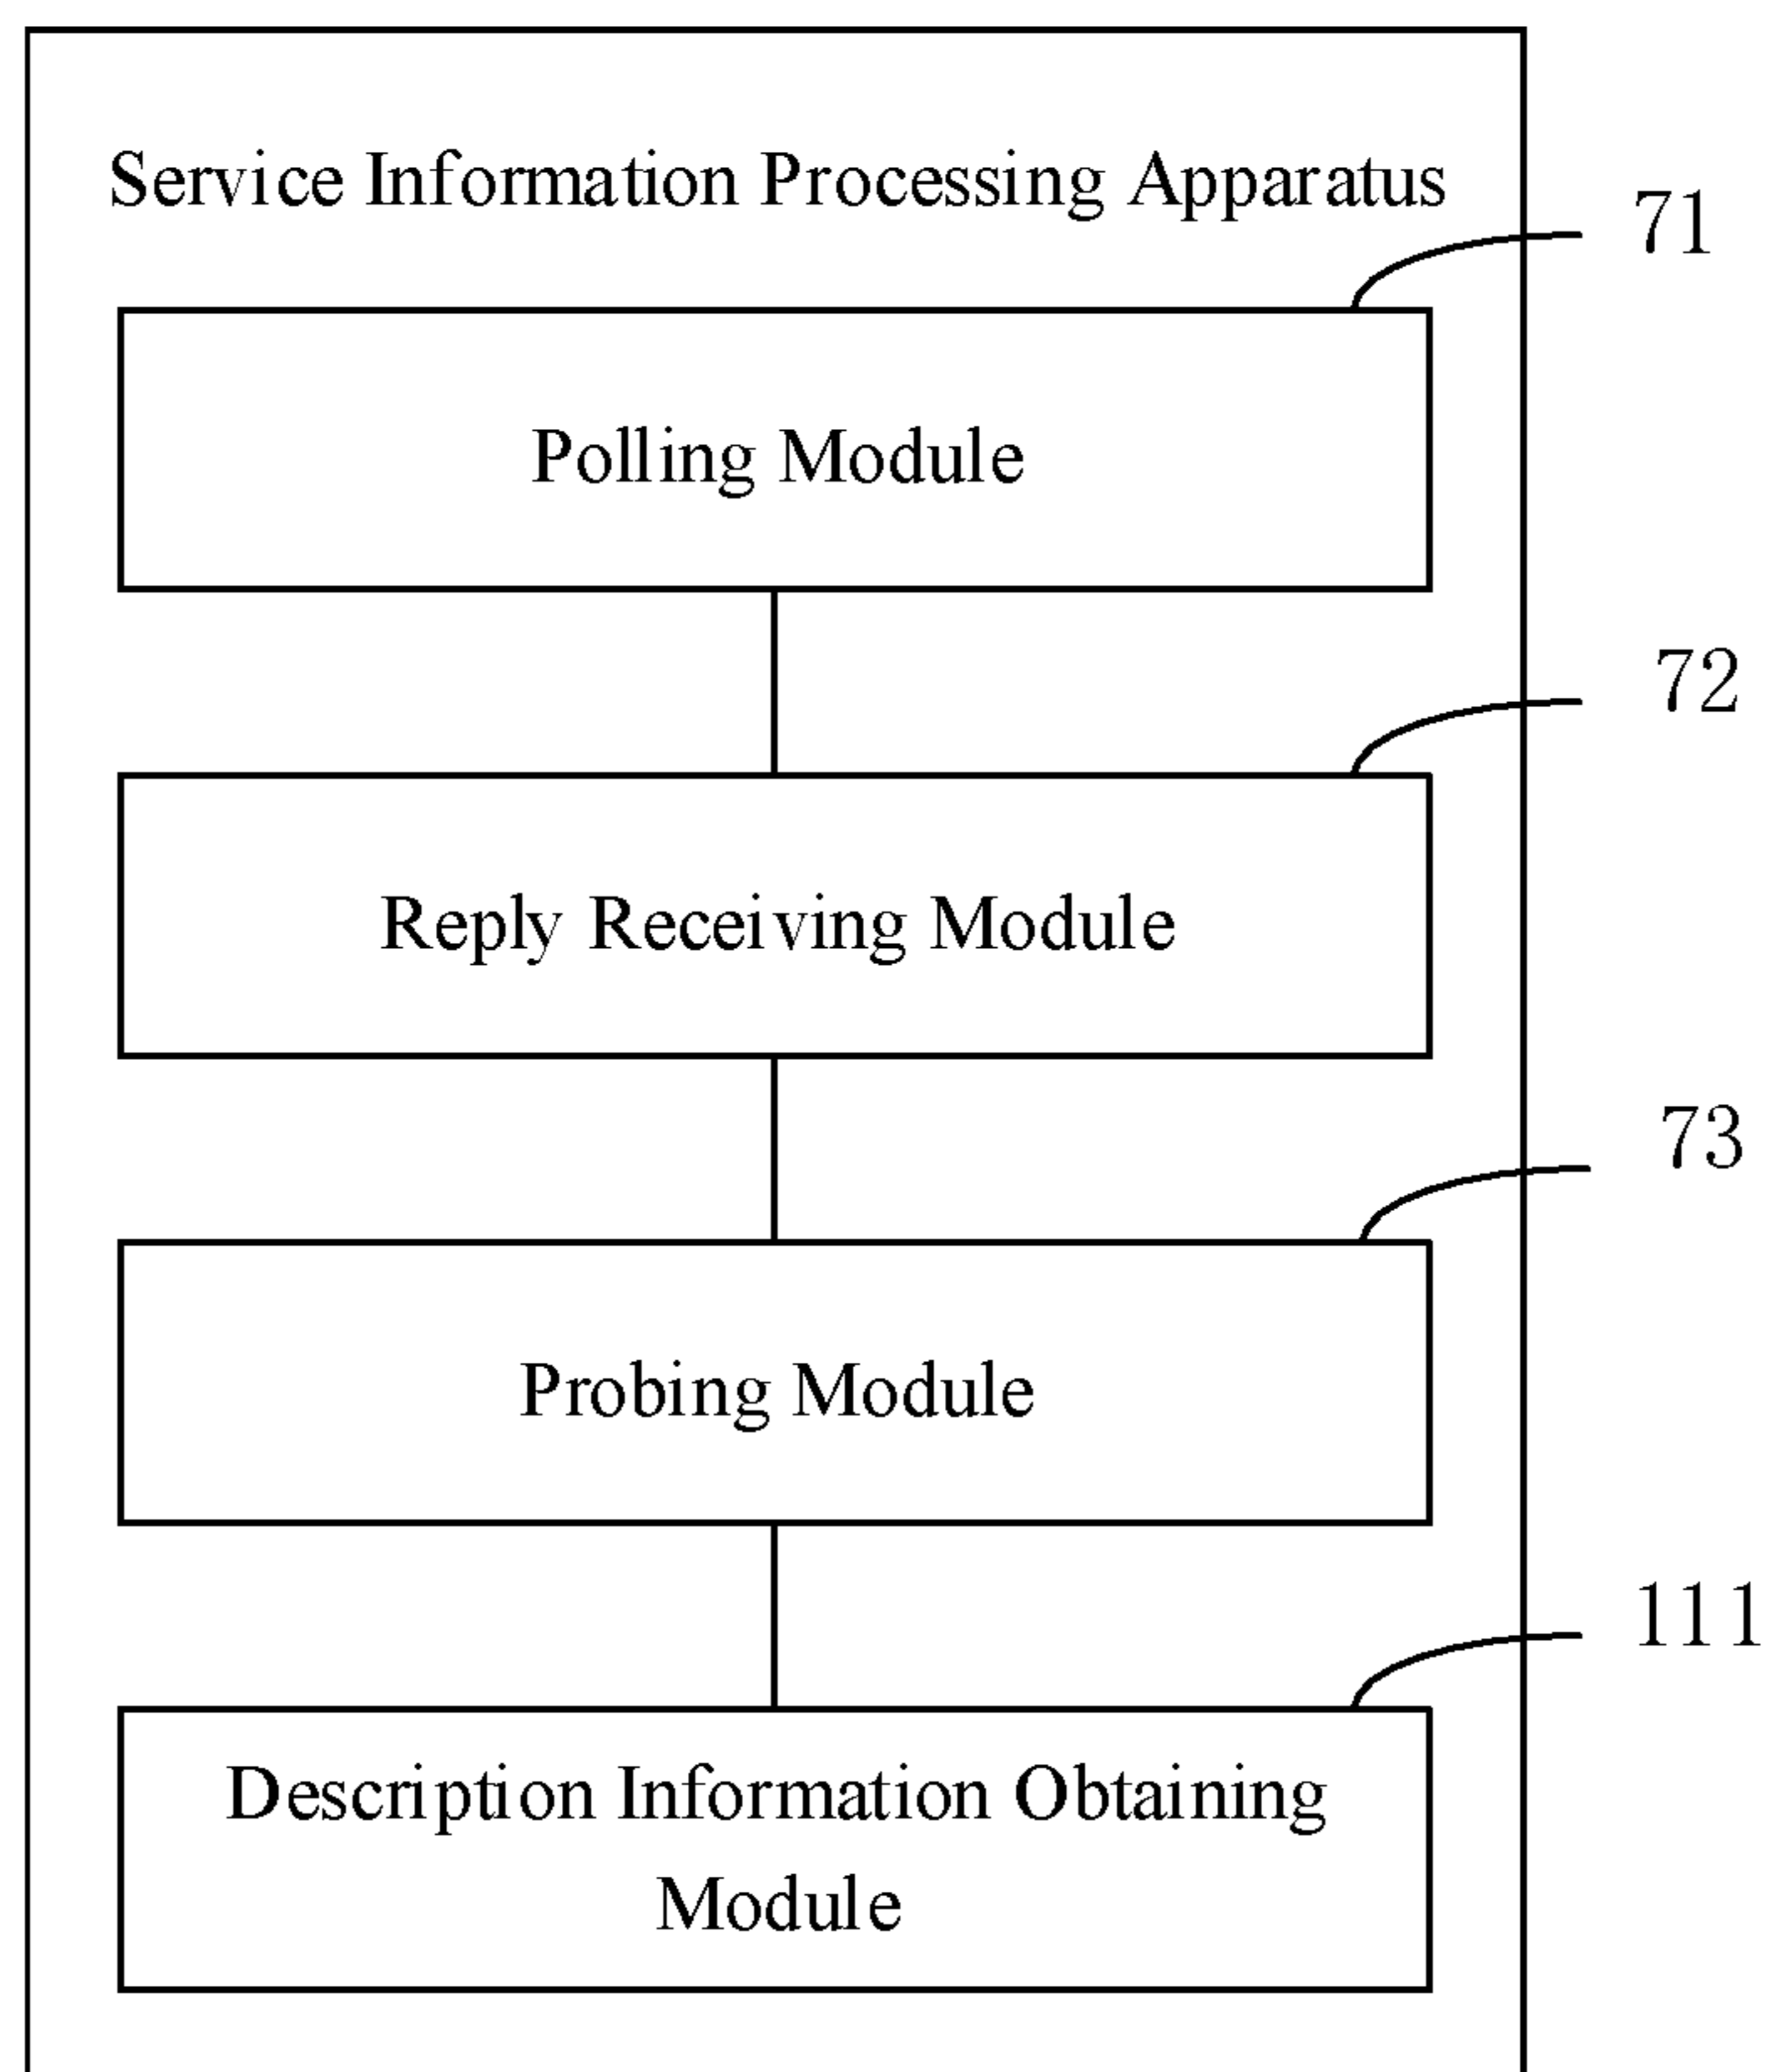 Service Information Processing Apparatus
71
Polling Module
72
Reply Receiving Module
73
Probing Module
111
Description Information Obtaining
Module